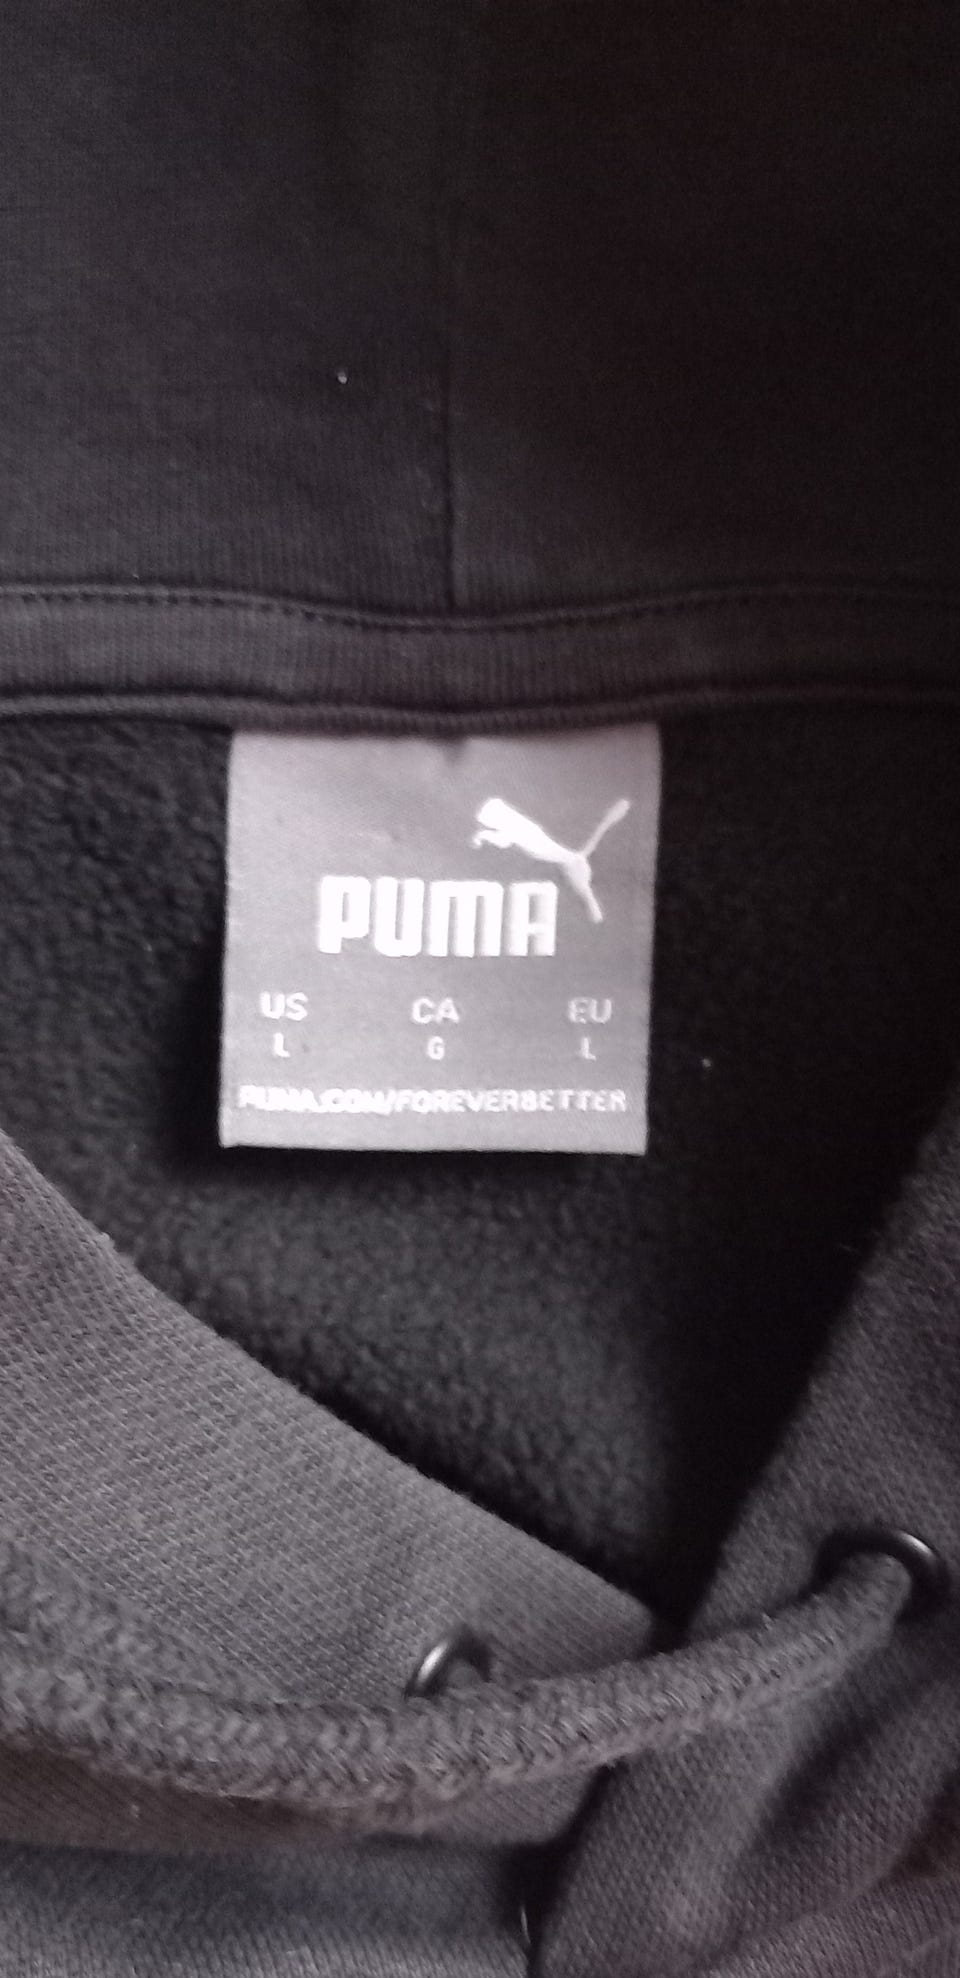 PUMA
US CA EU
L G L
PUMA.COM/FOREVERBETTER